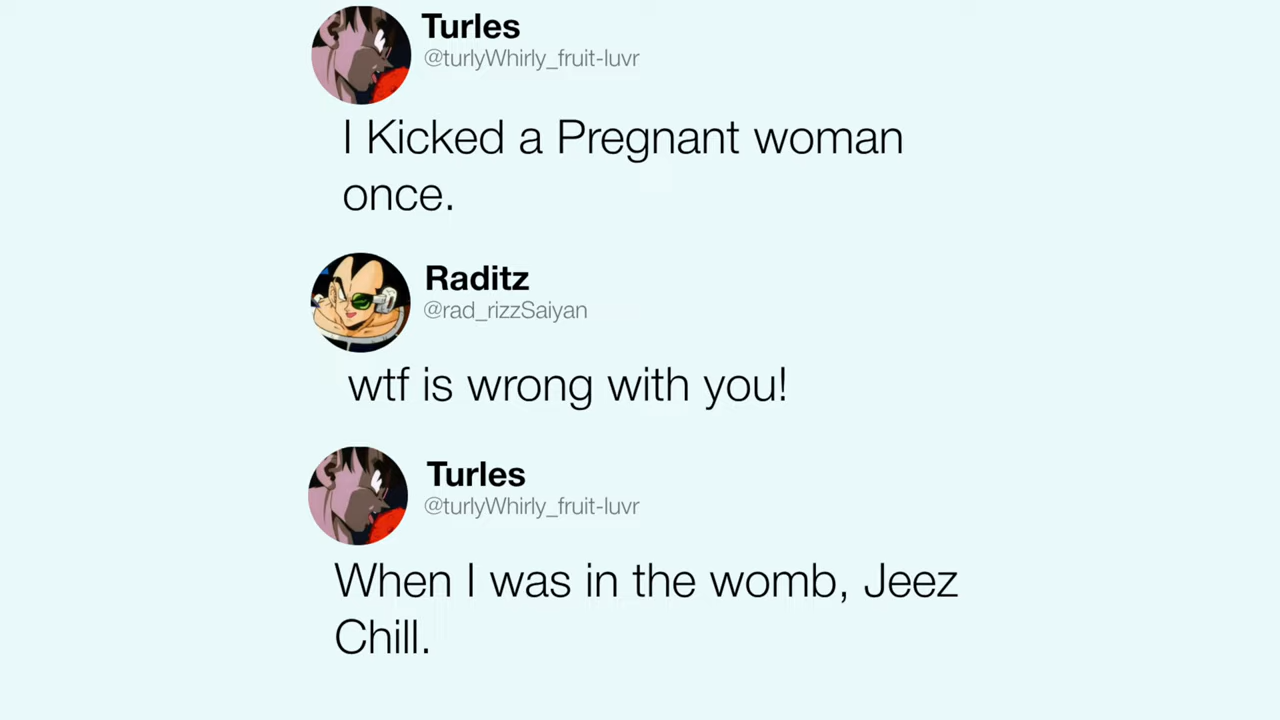 Turles
@turlyWhirly_fruit-luvr
I Kicked a Pregnant woman
once.
Raditz
@rad_rizzSaiyan
wtf is wrong with you!
Turles
@turlyWhirly_fruit-luvr
When I was in the womb, Jeez
Chill.